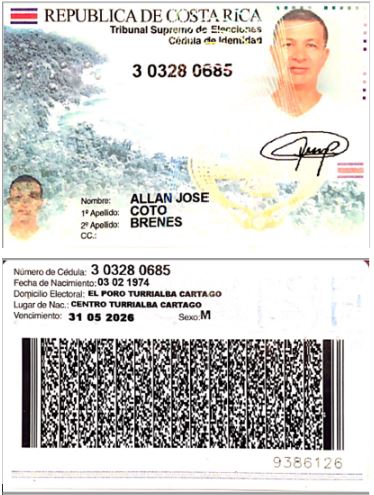 REPUBLICA DE COSTA RICA
Tribunal Supremo de Elecciones
Cédula de Identidad
3 0328 0685
Nombre: ALLAN JOSE
1° Apellido: COTO
2° Apellido: BRENES
CC.:
Número de Cédula: 3 0328 0685
Fecha de Nacimiento: 03 02 1974
Domicilio Electoral: EL PORO TURRIALBA CARTAGO
Lugar de Nac.: CENTRO TURRIALBA CARTAGO
Vencimiento: 31 05 2026 Sexo: M
9386126